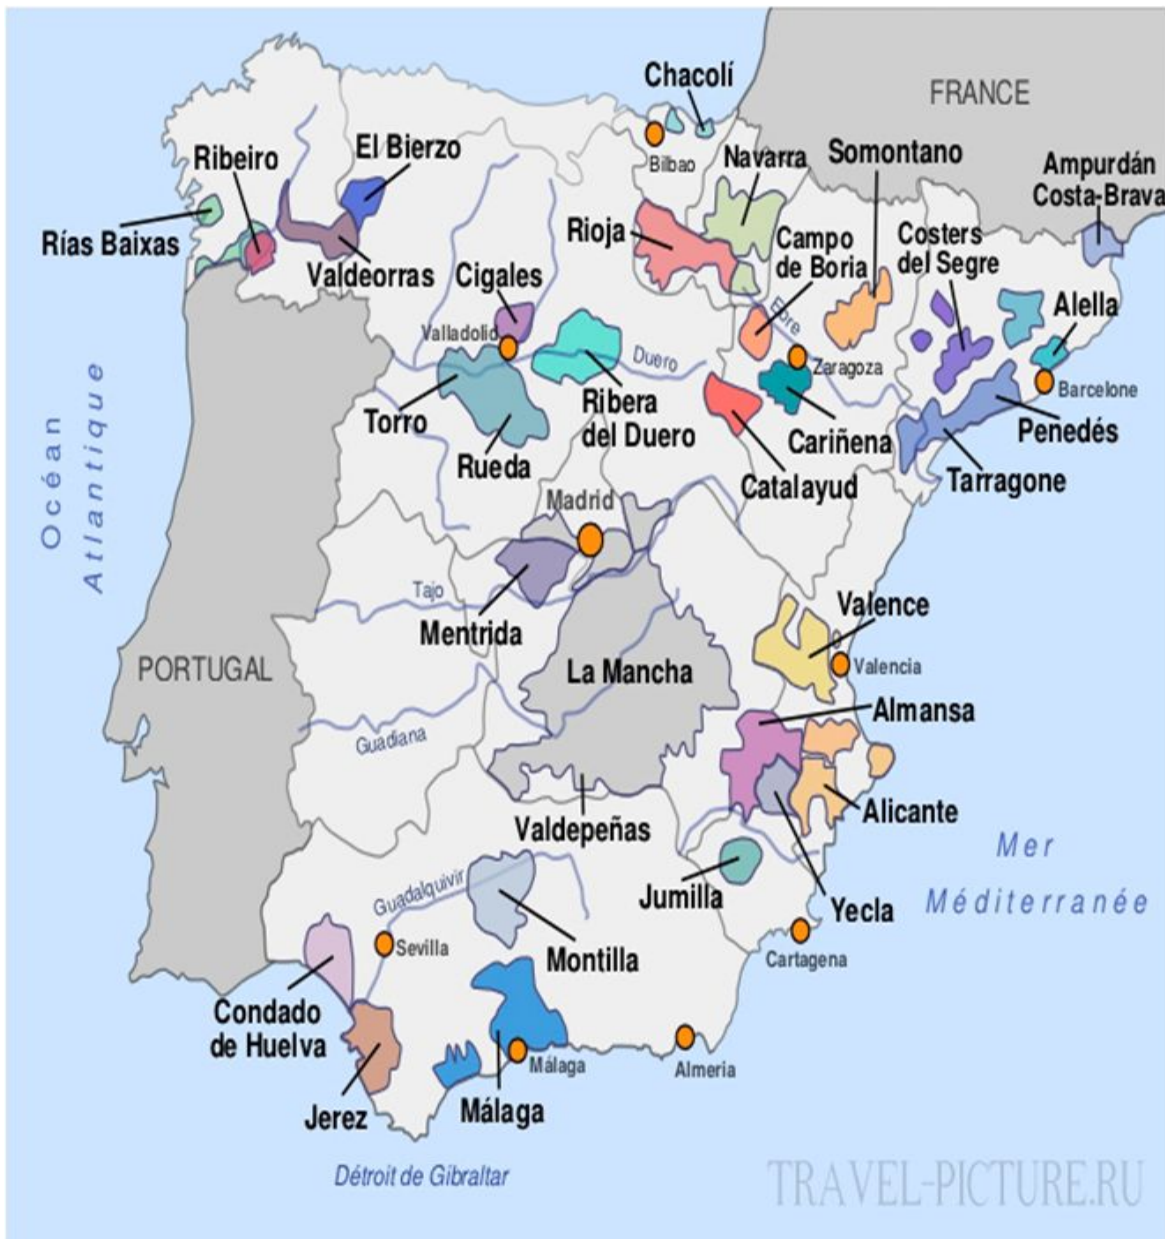 Chacolí
FRANCE
Bilbao
Ribeiro
El Bierzo
Navarra
Somontano
Ampurdán
Costa-Brava
Rías Baixas
Rioja
Campo
de Boria
Costers
del Segre
Valdeorras
Cigales
Alella
Valladolid
Ebre
Duero
Zaragoza
Barcelone
Torro
Ribera
del Duero
Cariñena
Penedés
Rueda
Catalayud
Tarragone
Océan
Atlantique
Madrid
Tajo
Mentrida
Valence
PORTUGAL
La Mancha
Valencia
Guadiana
Almansa
Valdepeñas
Alicante
Mer
Méditerranée
Guadalquivir
Jumilla
Yecla
Sevilla
Montilla
Cartagena
Condado
de Huelva
Málaga
Almeria
Jerez
Málaga
Détroit de Gibraltar
TRAVEL-PICTURE.RU